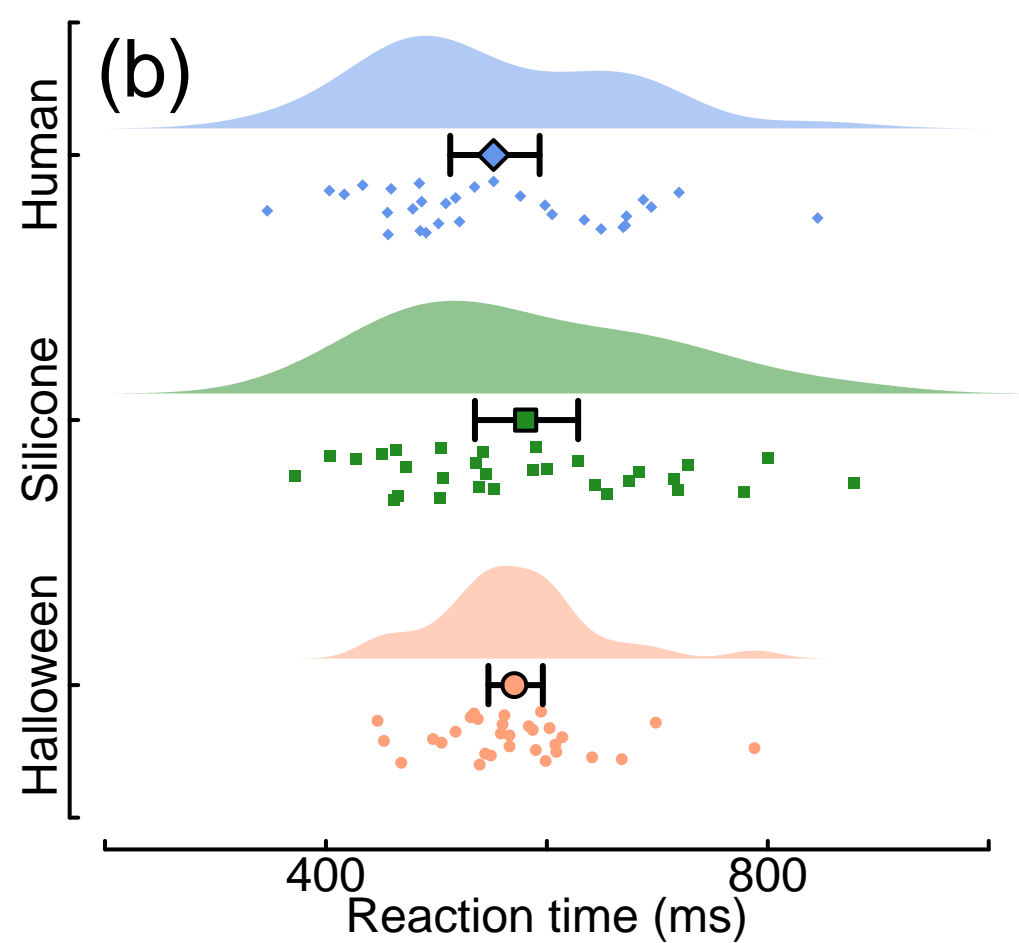 (b)
Human
Silicone
Halloween
400
800
Reaction time (ms)